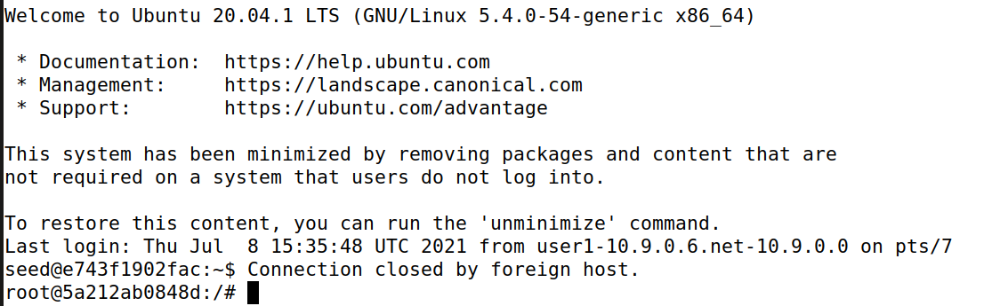 Welcome to Ubuntu 20.04.1 LTS (GNU/Linux 5.4.0-54-generic x86_64)

 * Documentation:  https://help.ubuntu.com
 * Management:     https://landscape.canonical.com
 * Support:        https://ubuntu.com/advantage

This system has been minimized by removing packages and content that are
not required on a system that users do not log into.

To restore this content, you can run the 'unminimize' command.
Last login: Thu Jul  8 15:35:48 UTC 2021 from user1-10.9.0.6.net-10.9.0.0 on pts/7
seed@e743f1902fac:~$ Connection closed by foreign host.
root@5a212ab0848d:/#